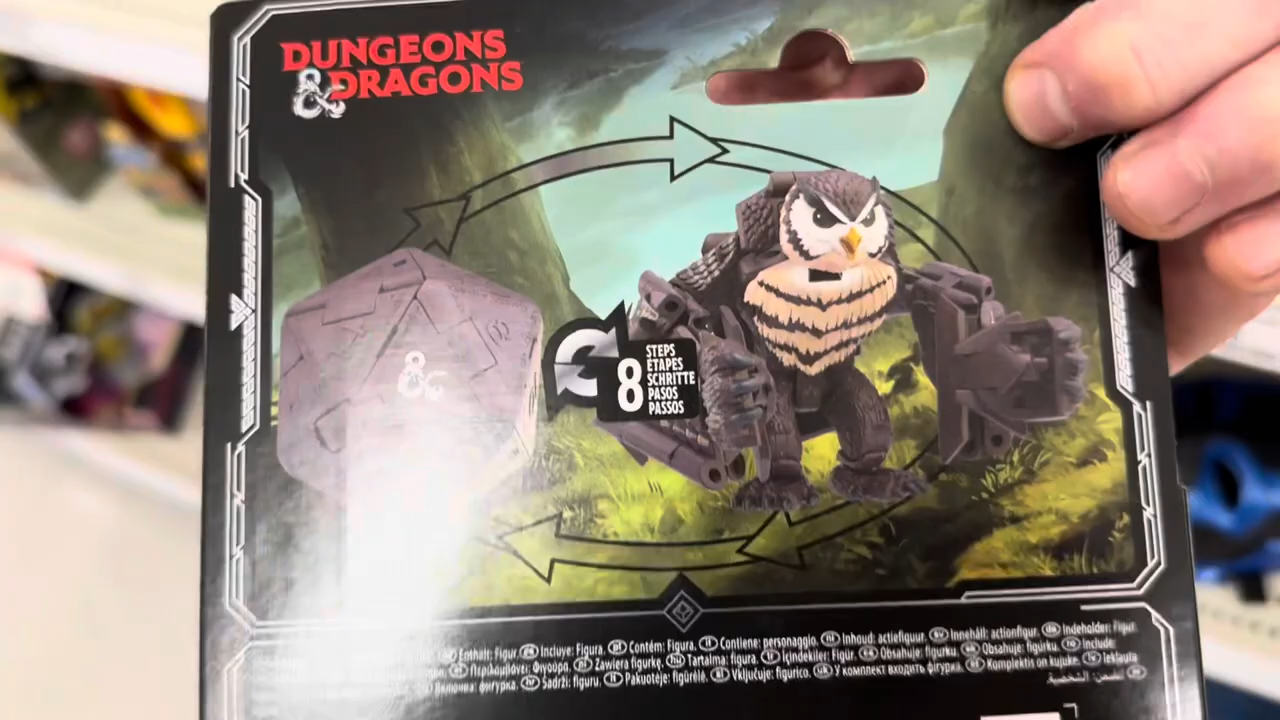 DUNGEONS
& DRAGONS
&
8
STEPS
ÉTAPES
SCHRITTE
PASOS
PASSOS
Enthält: Figur. Incluye: Figura. Contém: Figura. Contiene: personaggio. Inhoud: actiefiguur. Innehåll: actionfigur. Indeholder: Figur.
Περιλαμβάνει: Φιγούρα. Zawiera figurkę. Tartalma: figura. İçindekiler: Figür. Obsahuje: figurku. Obsahuje: figúrku. Include:
Включва: фигурка. Sadrži: figuru. Pakuotėje: figūrėlė. Vključuje: figurico. У комплект входить фігурка. Komplektis on kujuke. Iekļauta